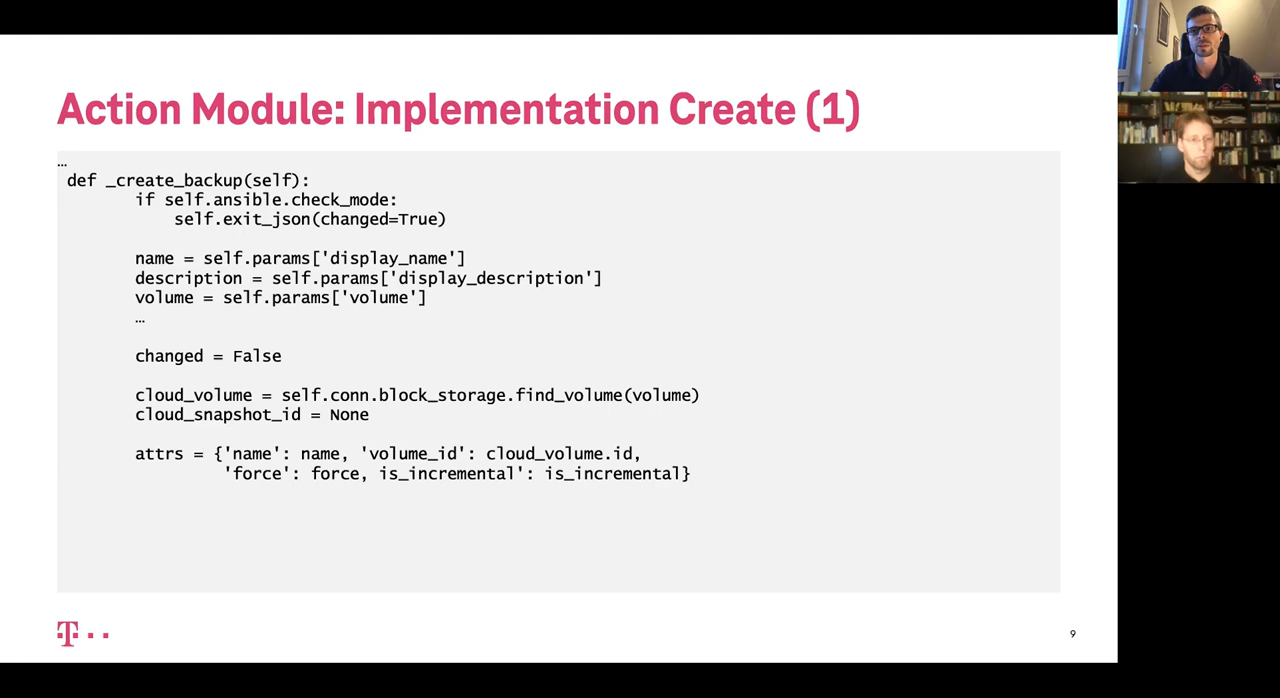 Action Module: Implementation Create (1)
…
def _create_backup(self):
if self.ansible.check_mode:
self.exit_json(changed=True)
name = self.params['display_name']
description = self.params['display_description']
volume = self.params['volume']
…
changed = False
cloud_volume = self.conn.block_storage.find_volume(volume)
cloud_snapshot_id = None
attrs = {'name': name, 'volume_id': cloud_volume.id,
'force': force, is_incremental': is_incremental}
T
9